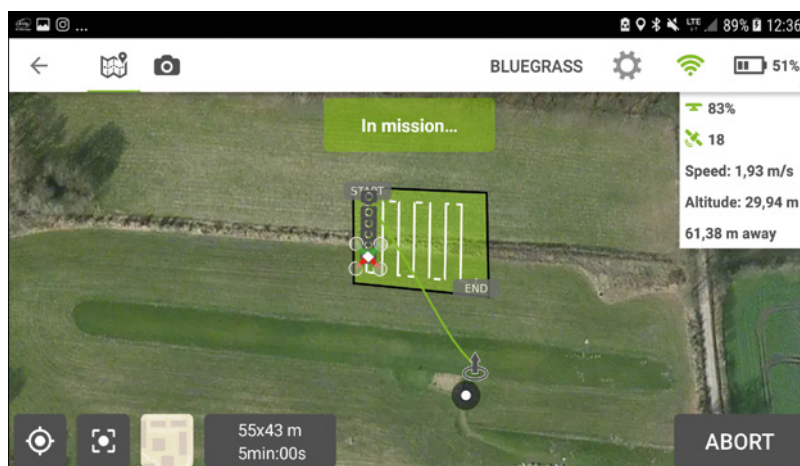 ... LTE 89% 12:36
BLUEGRASS 51%
In mission...
83%
18
Speed: 1,93 m/s
Altitude: 29,94 m
61,38 m away
START
END
55x43 m
5min:00s
ABORT